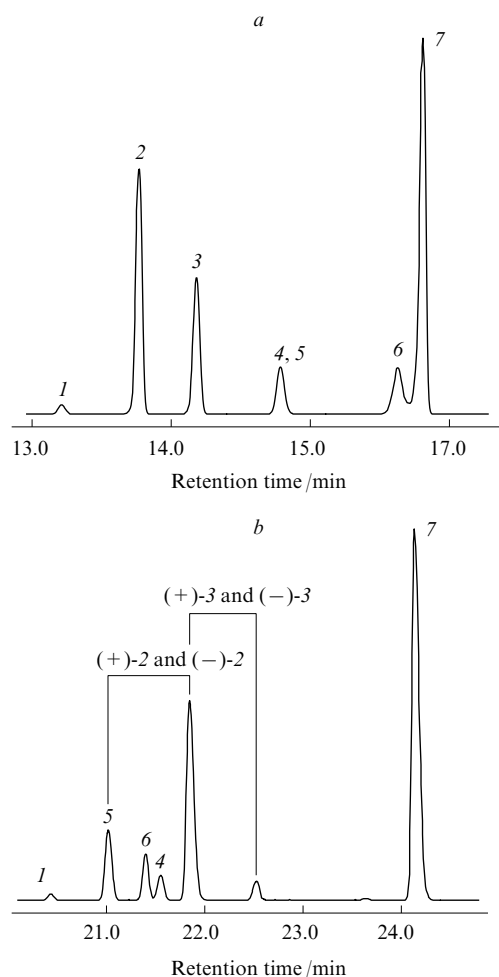 a
7
2
3
4, 5
6
1
13.0 14.0 15.0 17.0
Retention time/min
b
7
(+)-3 and (−)-3
(+)-2 and (−)-2
5
6
4
1
21.0 22.0 23.0 24.0
Retention time/min